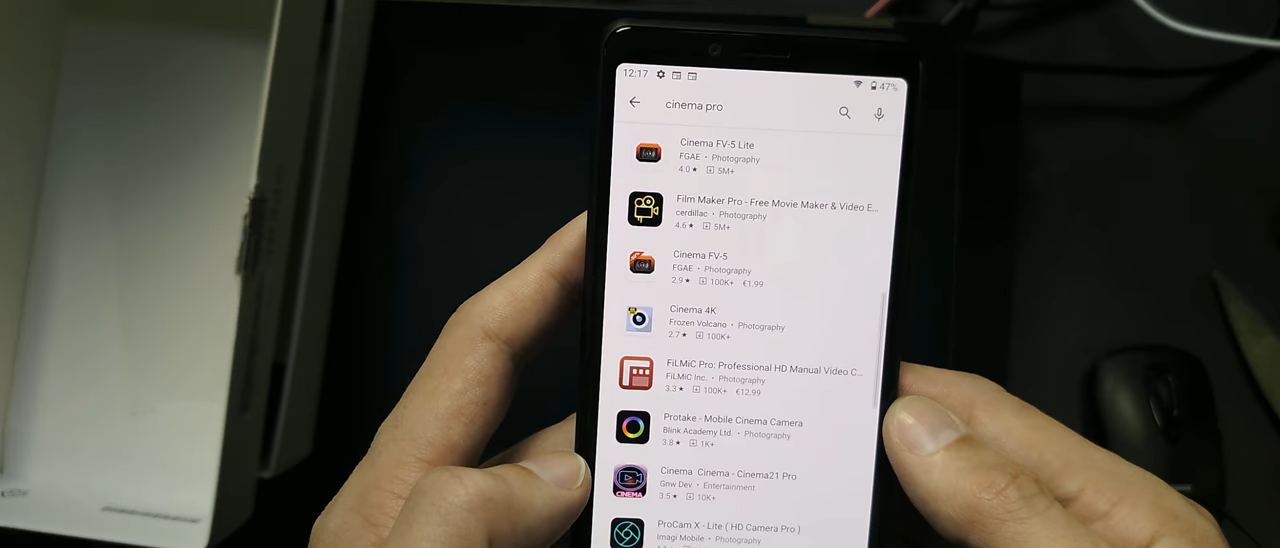 12:17
47%
cinema pro
Cinema FV-5 Lite
FGAE • Photography
4.0★ 5M+
Film Maker Pro - Free Movie Maker & Video E...
cerdillac • Photography
4.6★ 5M+
Cinema FV-5
FGAE • Photography
2.9★ 100K+ €1.99
Cinema 4K
Frozen Volcano • Photography
2.7★ 100K+
FiLMiC Pro: Professional HD Manual Video C...
FiLMiC Inc. • Photography
3.3★ 100K+ €12.99
Protake - Mobile Cinema Camera
Blink Academy Ltd. • Photography
3.8★ 1K+
CINEMA
Cinema Cinema - Cinema21 Pro
Gnw Dev • Entertainment
3.5★ 10K+
ProCam X - Lite ( HD Camera Pro )
Imagi Mobile • Photography